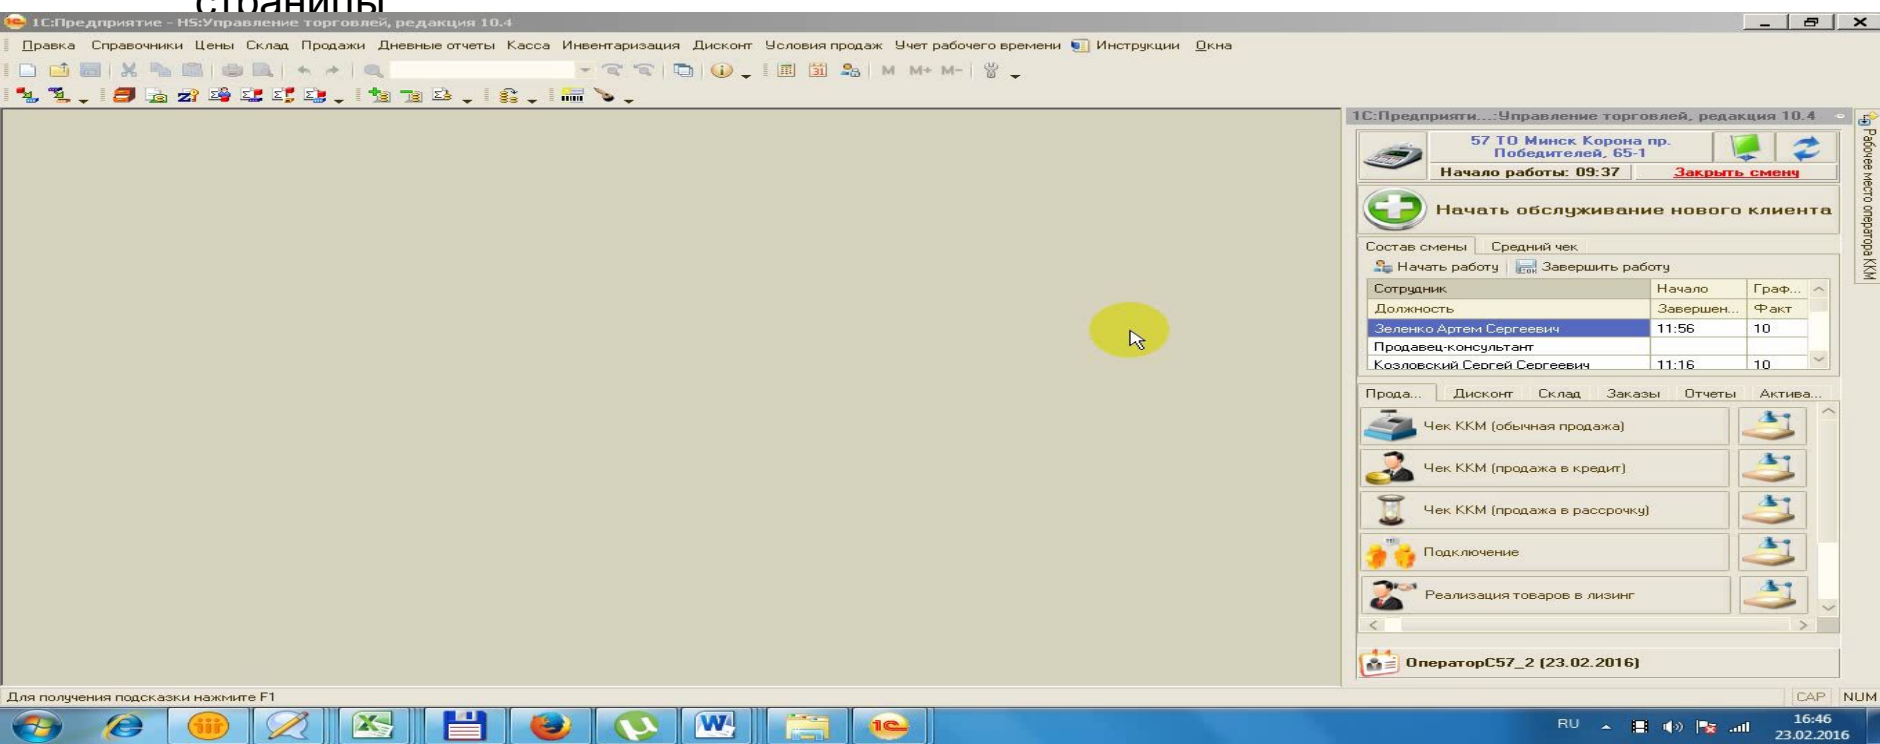 страницы
1С:Предприятие - HS:Управление торговлей, редакция 10.4
Правка Справочники Цены Склад Продажи Дневные отчеты Касса Инвентаризация Дисконт Условия продаж Учет рабочего времени Инструкции Окна
M M+ M-
1С:Предприяти...:Управление торговлей, редакция 10.4
57 ТО Минск Корона пр.
Победителей, 65-1
Начало работы: 09:37 Закрыть смену
Начать обслуживание нового клиента
Состав смены Средний чек
Начать работу Завершить работу
Сотрудник Начало Граф...
Должность Завершен... Факт
Зеленко Артем Сергеевич 11:56 10
Продавец-консультант
Козловский Сергей Сергеевич 11:16 10
Прода... Дисконт Склад Заказы Отчеты Актива...
Чек ККМ (обычная продажа)
Чек ККМ (продажа в кредит)
Чек ККМ (продажа в рассрочку)
Подключение
Реализация товаров в лизинг
ОператорС57_2 (23.02.2016)
Рабочее место оператора ККМ
Для получения подсказки нажмите F1
CAP NUM
RU
16:46
23.02.2016